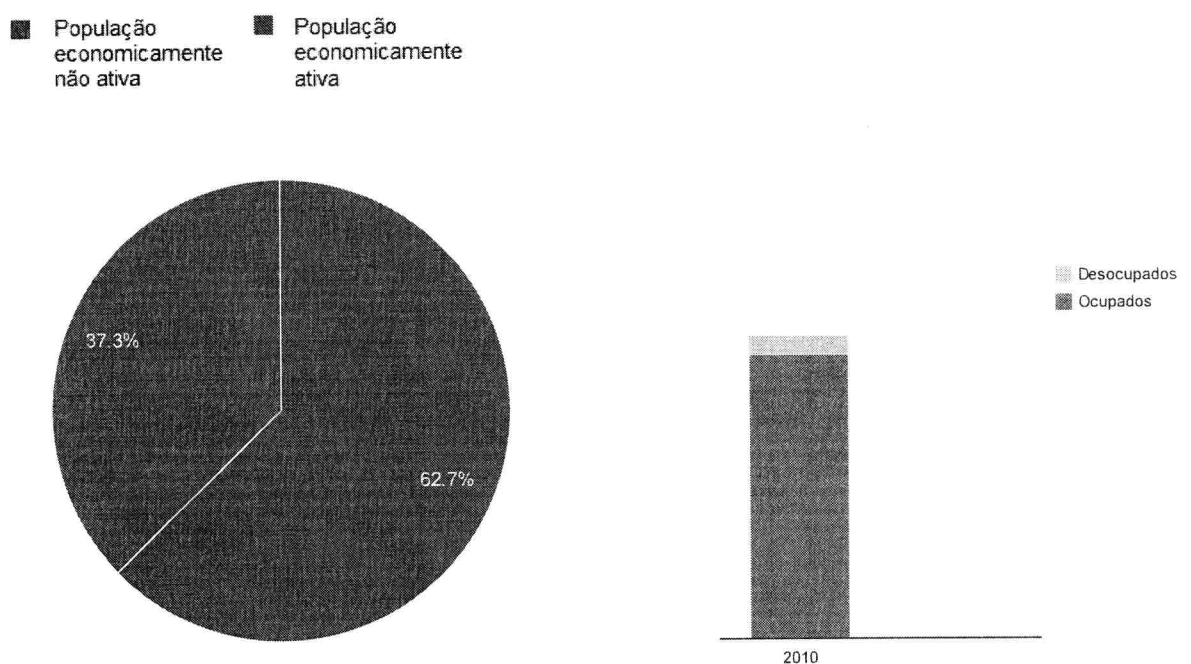 População
economicamente
não ativa
População
economicamente
ativa
37.3%
62.7%
Desocupados
Ocupados
2010